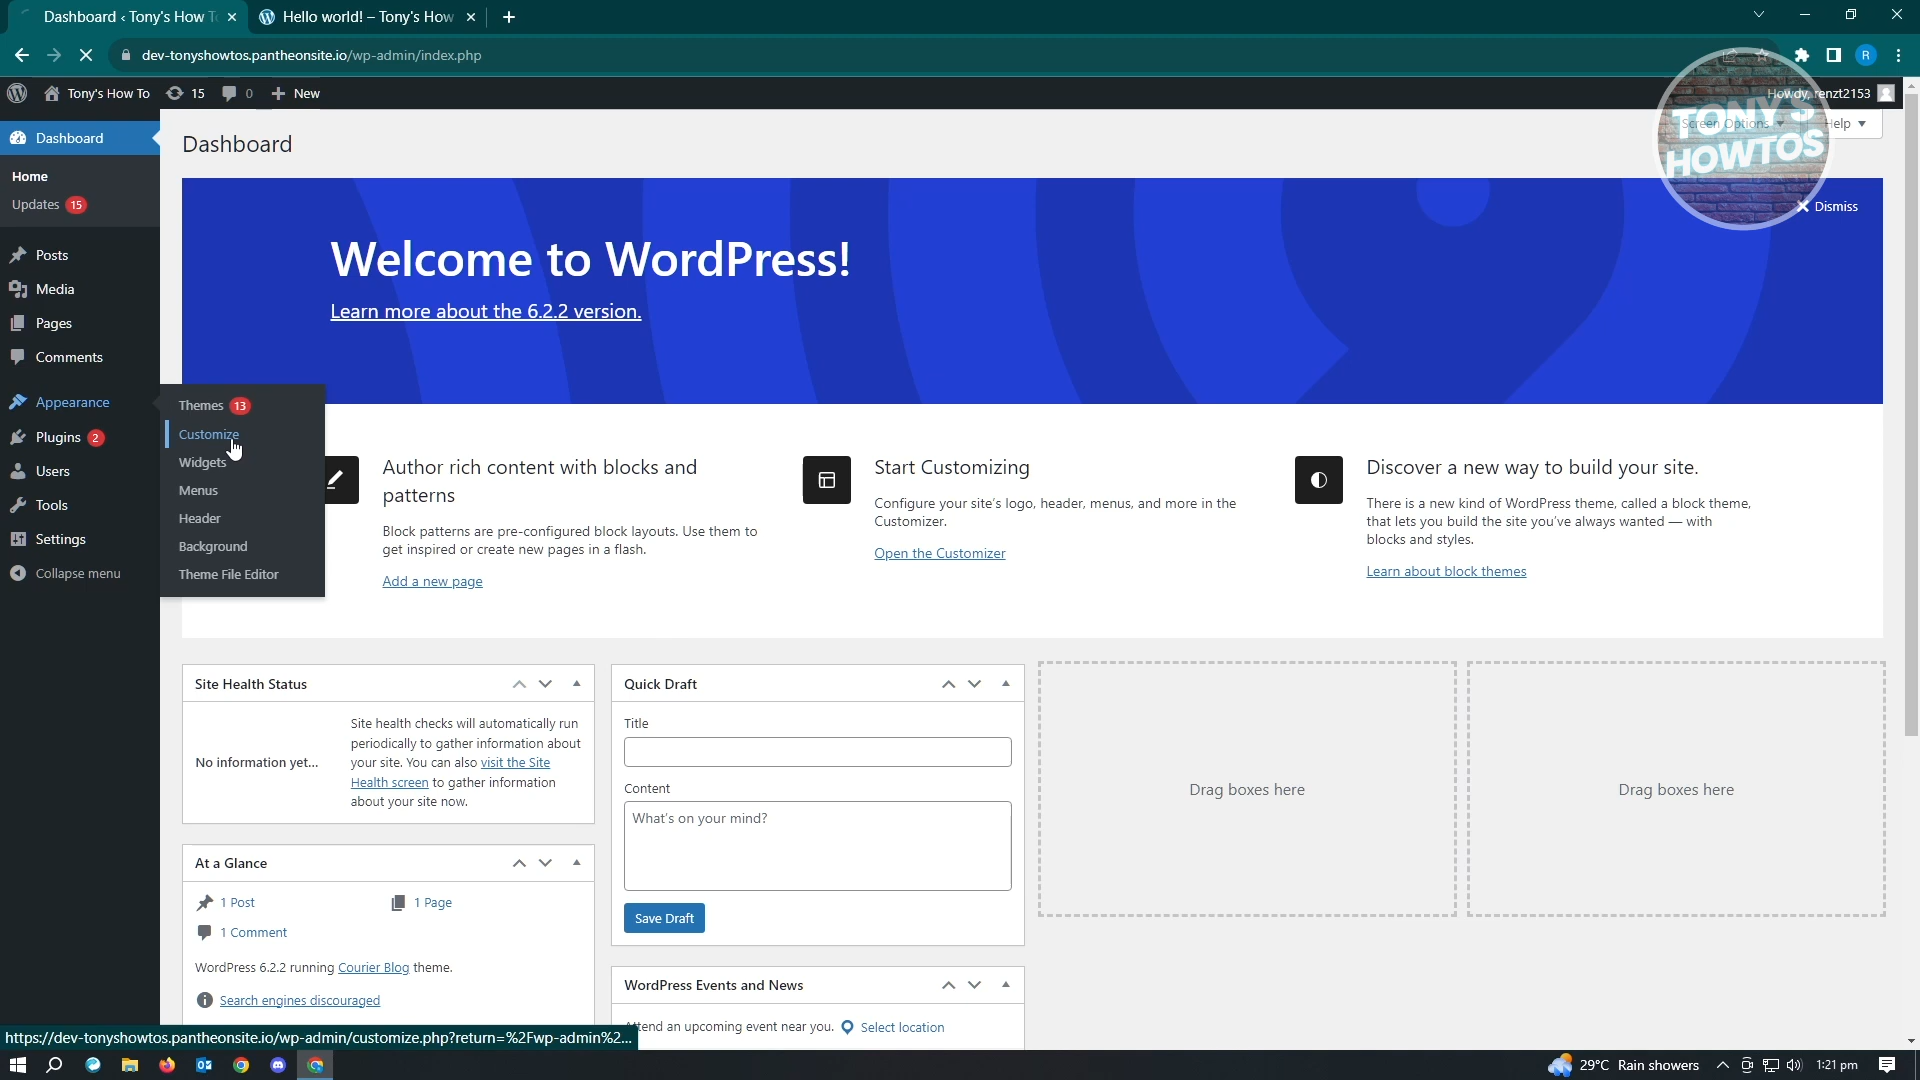 Dashboard ‹ Tony's How T
Hello world! – Tony's How
dev-tonyshowtos.pantheonsite.io/wp-admin/index.php
R
Tony's How To
15
0
New
Howdy, renzt2153
Screen Options
Help
TONY'S
HOWTOS
Dashboard
Home
Updates 15
Posts
Media
Pages
Comments
Appearance
Plugins 2
Users
Tools
Settings
Collapse menu
Themes 13
Customize
Widgets
Menus
Header
Background
Theme File Editor
Dashboard
Dismiss
Welcome to WordPress!
Learn more about the 6.2.2 version.
Author rich content with blocks and
patterns
Block patterns are pre-configured block layouts. Use them to
get inspired or create new pages in a flash.
Add a new page
Start Customizing
Configure your site's logo, header, menus, and more in the
Customizer.
Open the Customizer
Discover a new way to build your site.
There is a new kind of WordPress theme, called a block theme,
that lets you build the site you've always wanted — with
blocks and styles.
Learn about block themes
Site Health Status
No information yet...
Site health checks will automatically run
periodically to gather information about
your site. You can also visit the Site
Health screen to gather information
about your site now.
At a Glance
1 Post
1 Page
1 Comment
WordPress 6.2.2 running Courier Blog theme.
Search engines discouraged
Quick Draft
Title
Content
What's on your mind?
Save Draft
WordPress Events and News
Attend an upcoming event near you.
Select location
Drag boxes here
Drag boxes here
https://dev-tonyshowtos.pantheonsite.io/wp-admin/customize.php?return=%2Fwp-admin%2...
29°C Rain showers
1:21 pm